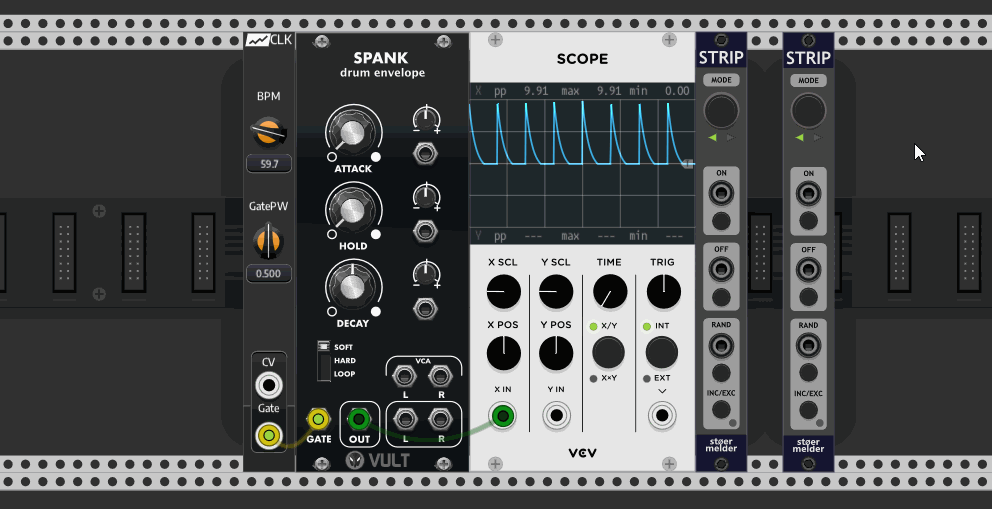 CLK
BPM
59.7
GatePW
0.500
CV
Gate
SPANK
drum envelope
- +
ATTACK
- +
HOLD
- +
DECAY
SOFT
HARD
LOOP
VCA
L R
GATE OUT L R
VULT
SCOPE
X pp 9.91 max 9.91 min 0.00
Y pp --- max --- min ---
X SCL Y SCL TIME TRIG
X POS Y POS X/Y INT
X×Y EXT
X IN Y IN
VCV
STRIP
MODE
ON
OFF
RAND
INC/EXC
støer
melder
STRIP
MODE
ON
OFF
RAND
INC/EXC
støer
melder